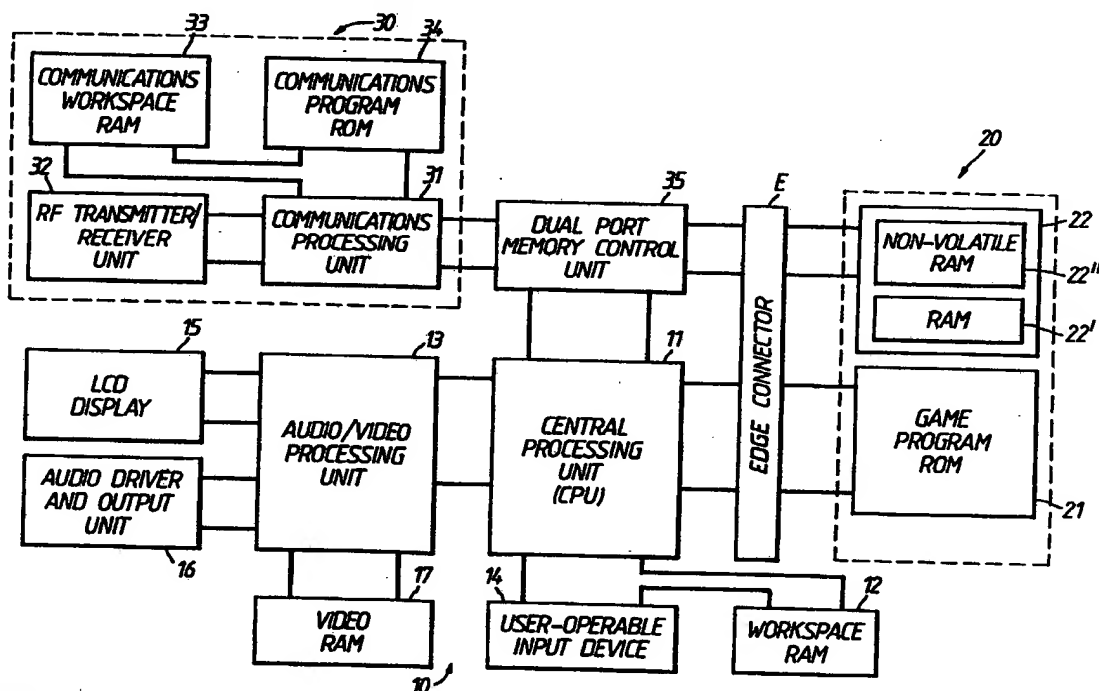 33
30
34
COMMUNICATIONS
WORKSPACE
RAM
COMMUNICATIONS
PROGRAM
ROM
32
31
RF TRANSMITTER/
RECEIVER
UNIT
COMMUNICATIONS
PROCESSING
UNIT
35
DUAL PORT
MEMORY CONTROL
UNIT
E
EDGE CONNECTOR
20
NON-VOLATILE
RAM
22
22"
RAM
22'
15
LCD
DISPLAY
13
AUDIO/VIDEO
PROCESSING
UNIT
11
CENTRAL
PROCESSING
UNIT
(CPU)
GAME
PROGRAM
ROM
21
AUDIO DRIVER
AND OUTPUT
UNIT
16
17
VIDEO
RAM
14
USER-OPERABLE
INPUT DEVICE
12
WORKSPACE
RAM
10